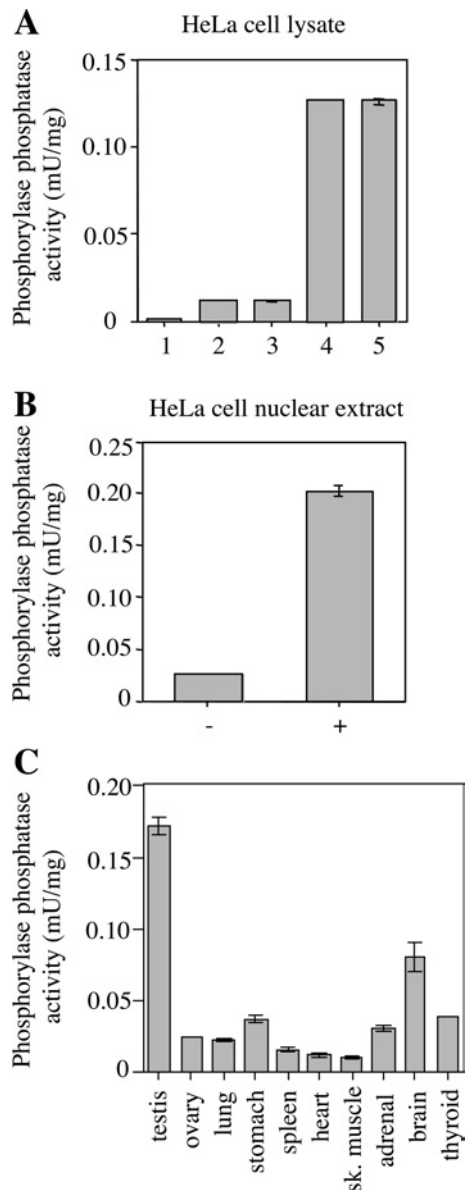 A
HeLa cell lysate
Phosphorylase phosphatase
activity (mU/mg)
0.15
0.10
0.05
0
1 2 3 4 5
B
HeLa cell nuclear extract
Phosphorylase phosphatase
activity (mU/mg)
0.25
0.20
0.15
0.10
0.05
0
- +
C
Phosphorylase phosphatase
activity (mU/mg)
0.20
0.15
0.10
0.05
0
testis
ovary
lung
stomach
spleen
heart
sk. muscle
adrenal
brain
thyroid